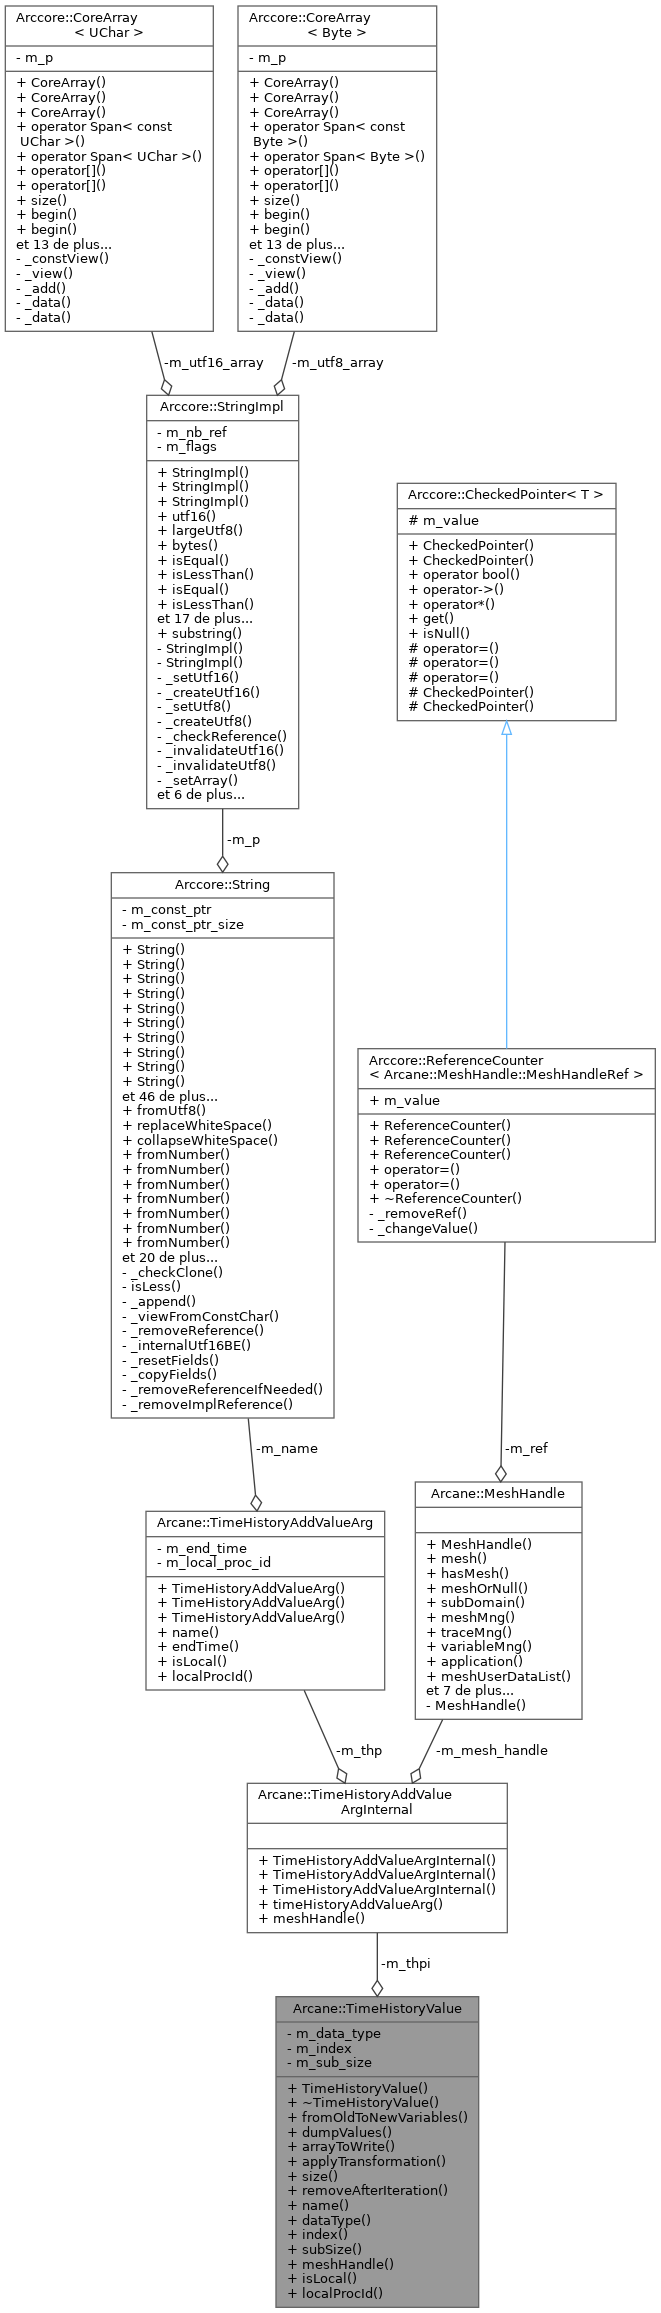 Arccore::CoreArray
< UChar >
- m_p
+ CoreArray()
+ CoreArray()
+ CoreArray()
+ operator Span< const
UChar >()
+ operator Span< UChar >()
+ operator[]()
+ operator[]()
+ size()
+ begin()
+ begin()
et 13 de plus...
- _constView()
- _view()
- _add()
- _data()
- _data()
Arccore::CoreArray
< Byte >
- m_p
+ CoreArray()
+ CoreArray()
+ CoreArray()
+ operator Span< const
Byte >()
+ operator Span< Byte >()
+ operator[]()
+ operator[]()
+ size()
+ begin()
+ begin()
et 13 de plus...
- _constView()
- _view()
- _add()
- _data()
- _data()
-m_utf16_array
-m_utf8_array
Arccore::StringImpl
- m_nb_ref
- m_flags
+ StringImpl()
+ StringImpl()
+ StringImpl()
+ utf16()
+ largeUtf8()
+ bytes()
+ isEqual()
+ isLessThan()
+ isEqual()
+ isLessThan()
et 17 de plus...
+ substring()
- StringImpl()
- StringImpl()
- _setUtf16()
- _createUtf16()
- _setUtf8()
- _createUtf8()
- _checkReference()
- _invalidateUtf16()
- _invalidateUtf8()
- _setArray()
et 6 de plus...
Arccore::CheckedPointer< T >
# m_value
+ CheckedPointer()
+ CheckedPointer()
+ operator bool()
+ operator->()
+ operator*()
+ get()
+ isNull()
# operator=()
# operator=()
# operator=()
# CheckedPointer()
# CheckedPointer()
-m_p
Arccore::String
- m_const_ptr
- m_const_ptr_size
+ String()
+ String()
+ String()
+ String()
+ String()
+ String()
+ String()
+ String()
+ String()
+ String()
et 46 de plus...
+ fromUtf8()
+ replaceWhiteSpace()
+ collapseWhiteSpace()
+ fromNumber()
+ fromNumber()
+ fromNumber()
+ fromNumber()
+ fromNumber()
+ fromNumber()
+ fromNumber()
et 20 de plus...
- _checkClone()
- isLess()
- _append()
- _viewFromConstChar()
- _removeReference()
- _internalUtf16BE()
- _resetFields()
- _copyFields()
- _removeReferenceIfNeeded()
- _removeImplReference()
Arccore::ReferenceCounter
< Arcane::MeshHandle::MeshHandleRef >
+ m_value
+ ReferenceCounter()
+ ReferenceCounter()
+ ReferenceCounter()
+ operator=()
+ operator=()
+ ~ReferenceCounter()
- _removeRef()
- _changeValue()
-m_name
-m_ref
Arcane::TimeHistoryAddValueArg
- m_end_time
- m_local_proc_id
+ TimeHistoryAddValueArg()
+ TimeHistoryAddValueArg()
+ TimeHistoryAddValueArg()
+ name()
+ endTime()
+ isLocal()
+ localProcId()
Arcane::MeshHandle
+ MeshHandle()
+ mesh()
+ hasMesh()
+ meshOrNull()
+ subDomain()
+ meshMng()
+ traceMng()
+ variableMng()
+ application()
+ meshUserDataList()
et 7 de plus...
- MeshHandle()
-m_thp
-m_mesh_handle
Arcane::TimeHistoryAddValue
ArgInternal
+ TimeHistoryAddValueArgInternal()
+ TimeHistoryAddValueArgInternal()
+ TimeHistoryAddValueArgInternal()
+ timeHistoryAddValueArg()
+ meshHandle()
-m_thpi
Arcane::TimeHistoryValue
- m_data_type
- m_index
- m_sub_size
+ TimeHistoryValue()
+ ~TimeHistoryValue()
+ fromOldToNewVariables()
+ dumpValues()
+ arrayToWrite()
+ applyTransformation()
+ size()
+ removeAfterIteration()
+ name()
+ dataType()
+ index()
+ subSize()
+ meshHandle()
+ isLocal()
+ localProcId()